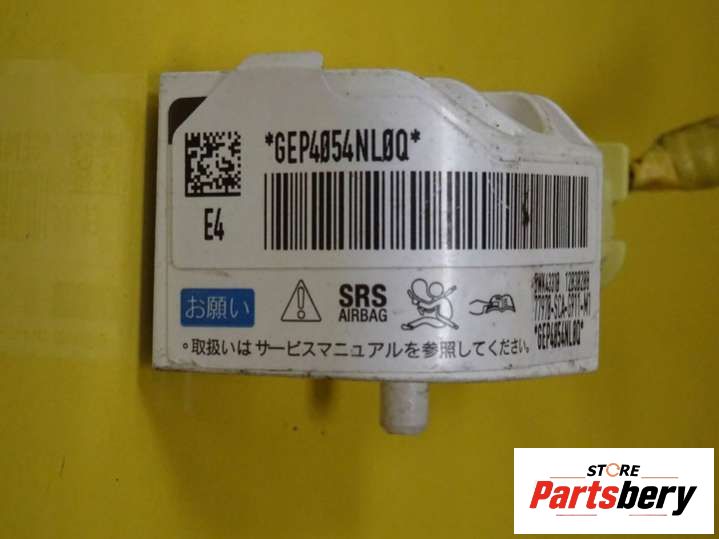 *GEP4054NL0Q*
E4
お願い
SRS
AIRBAG
°取扱いはサービスマニュアルを参照してください。
*GEP4054NL0Q*
STORE
Partsbery